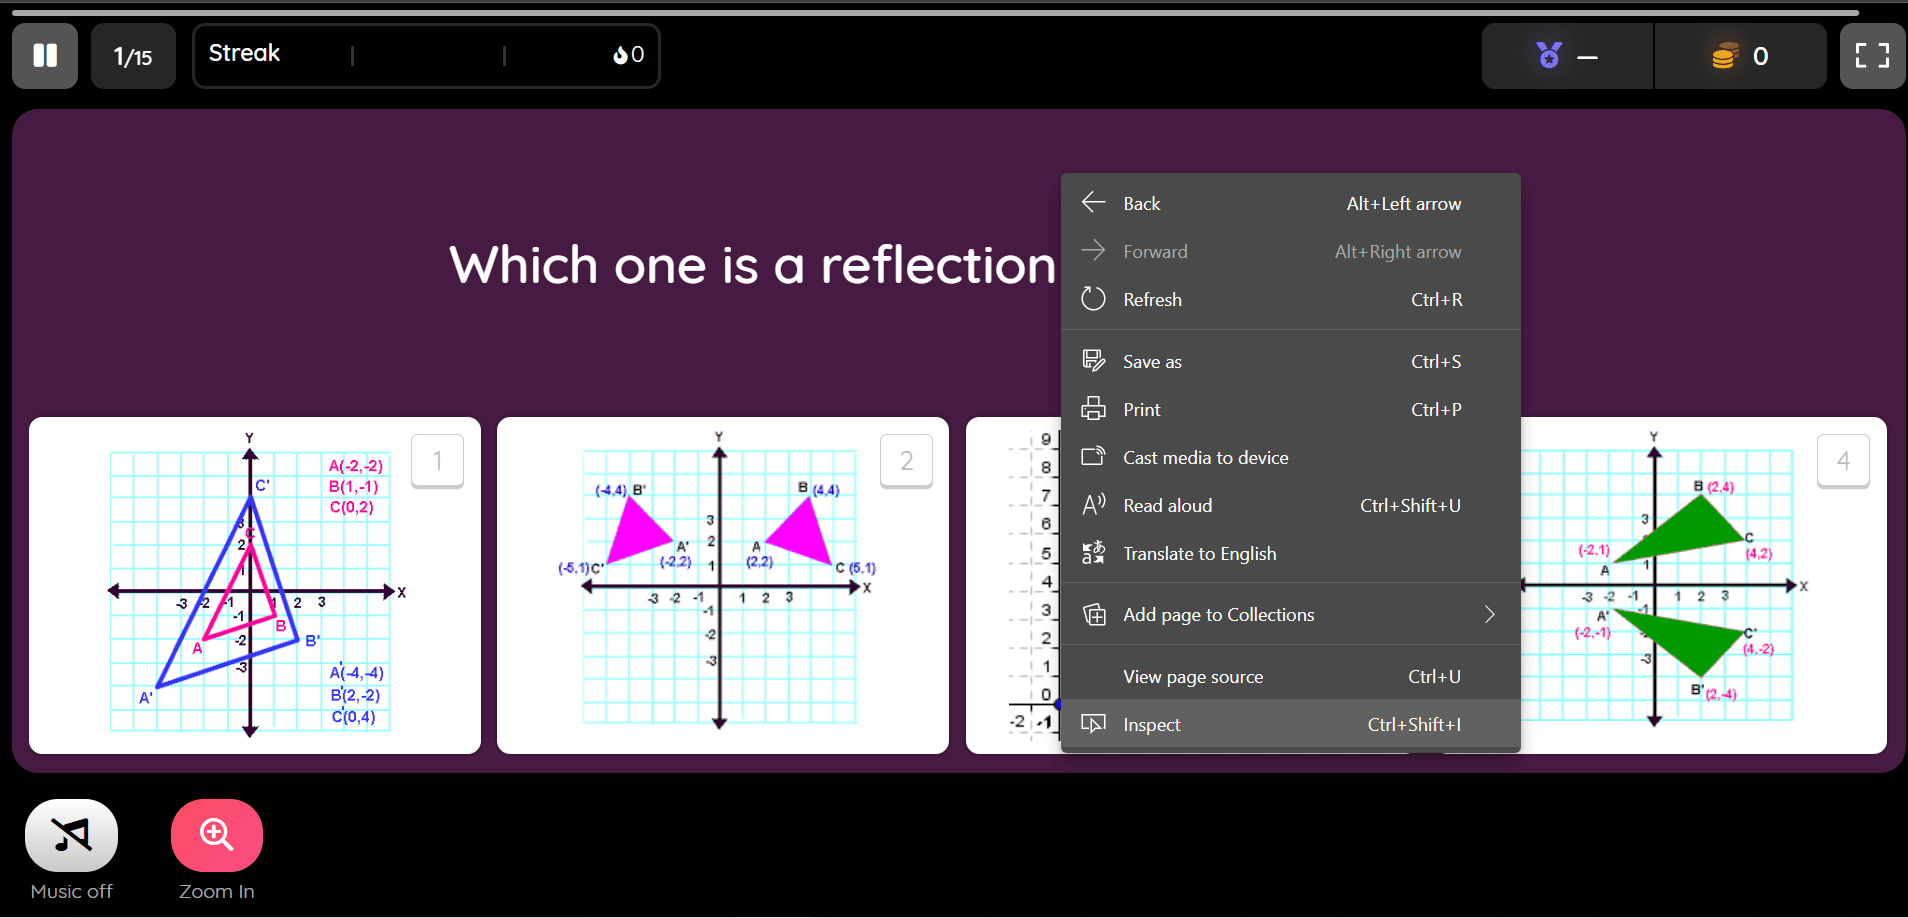 1/15
Streak
0
—
0
Which one is a reflection
Back Alt+Left arrow
Forward Alt+Right arrow
Refresh Ctrl+R
Save as Ctrl+S
Print Ctrl+P
Cast media to device
Read aloud Ctrl+Shift+U
Translate to English
Add page to Collections
View page source Ctrl+U
Inspect Ctrl+Shift+I
1
Y
A(-2,-2)
B(1,-1)
C(0,2)
C'
3
C
2
1
X
-3 -2 -1 1 2 3
-1
B
-2
B'
A
-3
A'
A'(-4,-4)
B'(2,-2)
C'(0,4)
2
Y
(-4,4) B'
B (4,4)
3
A'
2
A
(-2,2)
(2,2)
1
(-5,1) C'
C (5,1)
X
-3 -2 -1 1 2 3
-1
-2
-3
9
8
7
6
5
4
3
2
1
0
-2 -1
4
Y
B (2,4)
3
C
(4,2)
(-2,1)
A
1
X
-3 -2 -1 1 2 3
A'
-1
(-2,-1)
C'
(4,-2)
-3
B' (2,-4)
Music off
Zoom In